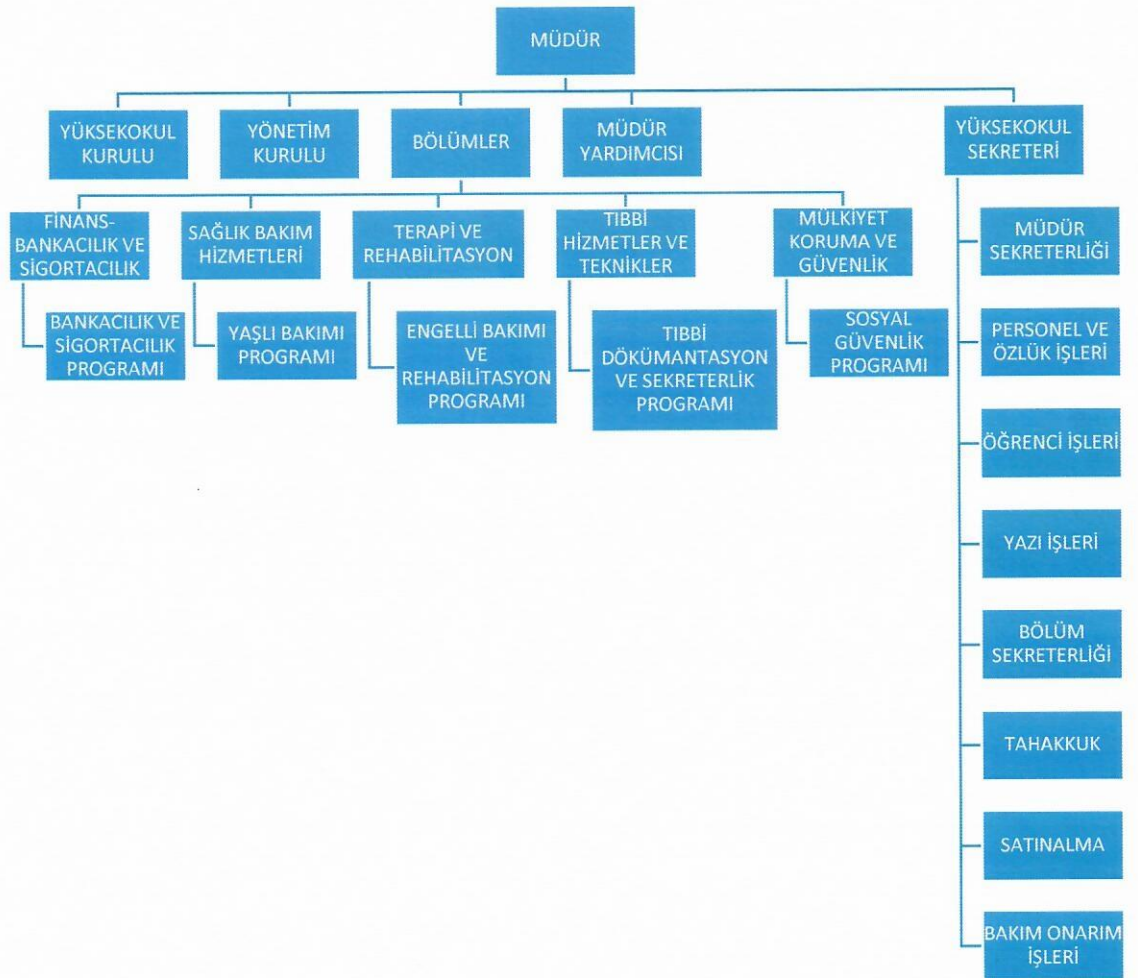 MÜDÜR
YÜKSEKOKUL
KURULU
YÖNETİM
KURULU
BÖLÜMLER
MÜDÜR
YARDIMCISI
YÜKSEKOKUL
SEKRETERİ
FİNANS-
BANKACILIK VE
SİGORTACILIK
SAĞLIK BAKIM
HİZMETLERİ
TERAPİ VE
REHABİLİTASYON
TIBBİ
HİZMETLER VE
TEKNİKLER
MÜLKİYET
KORUMA VE
GÜVENLİK
BANKACILIK VE
SİGORTACILIK
PROGRAMI
YAŞLI BAKIMI
PROGRAMI
ENGELLİ BAKIMI
VE
REHABİLİTASYON
PROGRAMI
TIBBİ
DÖKÜMANTASYON
VE SEKRETERLİK
PROGRAMI
SOSYAL
GÜVENLİK
PROGRAMI
MÜDÜR
SEKRETERLİĞİ
PERSONEL VE
ÖZLÜK İŞLERİ
ÖĞRENCİ İŞLERİ
YAZI İŞLERİ
BÖLÜM
SEKRETERLİĞİ
TAHAKKUK
SATINALMA
BAKIM ONARIM
İŞLERİ